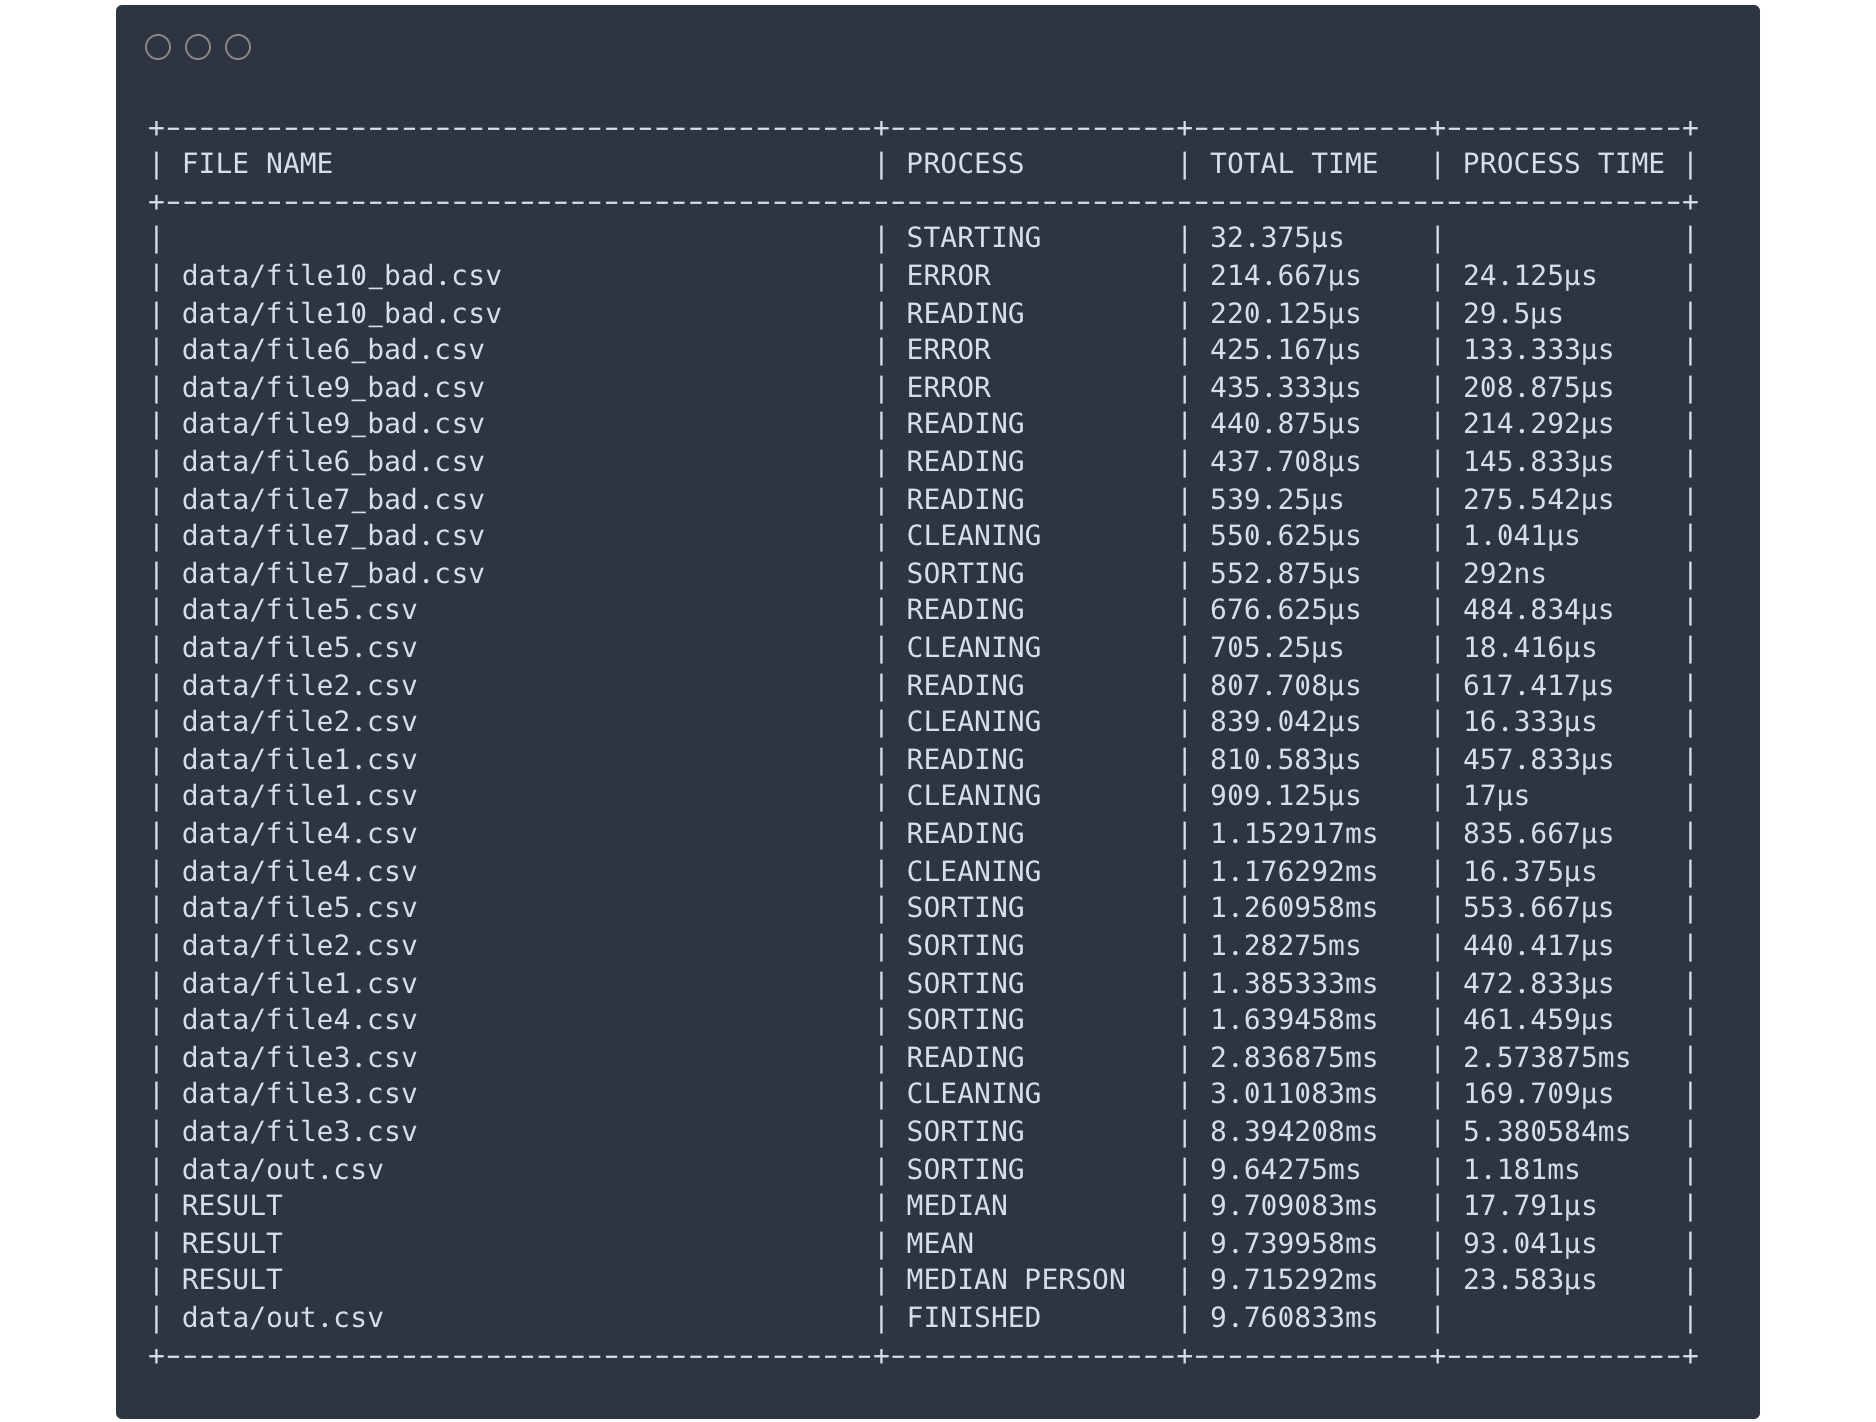 +------------------------------------------+-----------------+--------------+--------------+
| FILE NAME                                | PROCESS         | TOTAL TIME   | PROCESS TIME |
+-------------------------------------------------------------------------------------------+
|                                          | STARTING        | 32.375µs     |              |
| data/file10_bad.csv                      | ERROR           | 214.667µs    | 24.125µs     |
| data/file10_bad.csv                      | READING         | 220.125µs    | 29.5µs       |
| data/file6_bad.csv                       | ERROR           | 425.167µs    | 133.333µs    |
| data/file9_bad.csv                       | ERROR           | 435.333µs    | 208.875µs    |
| data/file9_bad.csv                       | READING         | 440.875µs    | 214.292µs    |
| data/file6_bad.csv                       | READING         | 437.708µs    | 145.833µs    |
| data/file7_bad.csv                       | READING         | 539.25µs     | 275.542µs    |
| data/file7_bad.csv                       | CLEANING        | 550.625µs    | 1.041µs      |
| data/file7_bad.csv                       | SORTING         | 552.875µs    | 292ns        |
| data/file5.csv                           | READING         | 676.625µs    | 484.834µs    |
| data/file5.csv                           | CLEANING        | 705.25µs     | 18.416µs     |
| data/file2.csv                           | READING         | 807.708µs    | 617.417µs    |
| data/file2.csv                           | CLEANING        | 839.042µs    | 16.333µs     |
| data/file1.csv                           | READING         | 810.583µs    | 457.833µs    |
| data/file1.csv                           | CLEANING        | 909.125µs    | 17µs         |
| data/file4.csv                           | READING         | 1.152917ms   | 835.667µs    |
| data/file4.csv                           | CLEANING        | 1.176292ms   | 16.375µs     |
| data/file5.csv                           | SORTING         | 1.260958ms   | 553.667µs    |
| data/file2.csv                           | SORTING         | 1.28275ms    | 440.417µs    |
| data/file1.csv                           | SORTING         | 1.385333ms   | 472.833µs    |
| data/file4.csv                           | SORTING         | 1.639458ms   | 461.459µs    |
| data/file3.csv                           | READING         | 2.836875ms   | 2.573875ms   |
| data/file3.csv                           | CLEANING        | 3.011083ms   | 169.709µs    |
| data/file3.csv                           | SORTING         | 8.394208ms   | 5.380584ms   |
| data/out.csv                             | SORTING         | 9.64275ms    | 1.181ms      |
| RESULT                                   | MEDIAN          | 9.709083ms   | 17.791µs     |
| RESULT                                   | MEAN            | 9.739958ms   | 93.041µs     |
| RESULT                                   | MEDIAN PERSON   | 9.715292ms   | 23.583µs     |
| data/out.csv                             | FINISHED        | 9.760833ms   |              |
+------------------------------------------+-----------------+--------------+--------------+